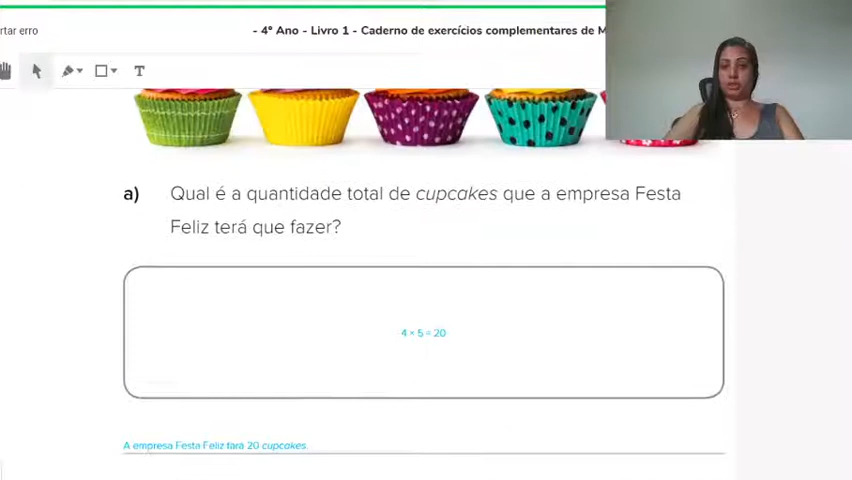 rtar erro
- 4° Ano - Livro 1 - Caderno de exercícios complementares de M
T
a) Qual é a quantidade total de cupcakes que a empresa Festa
Feliz terá que fazer?
4 × 5 = 20
A empresa Festa Feliz fará 20 cupcakes.